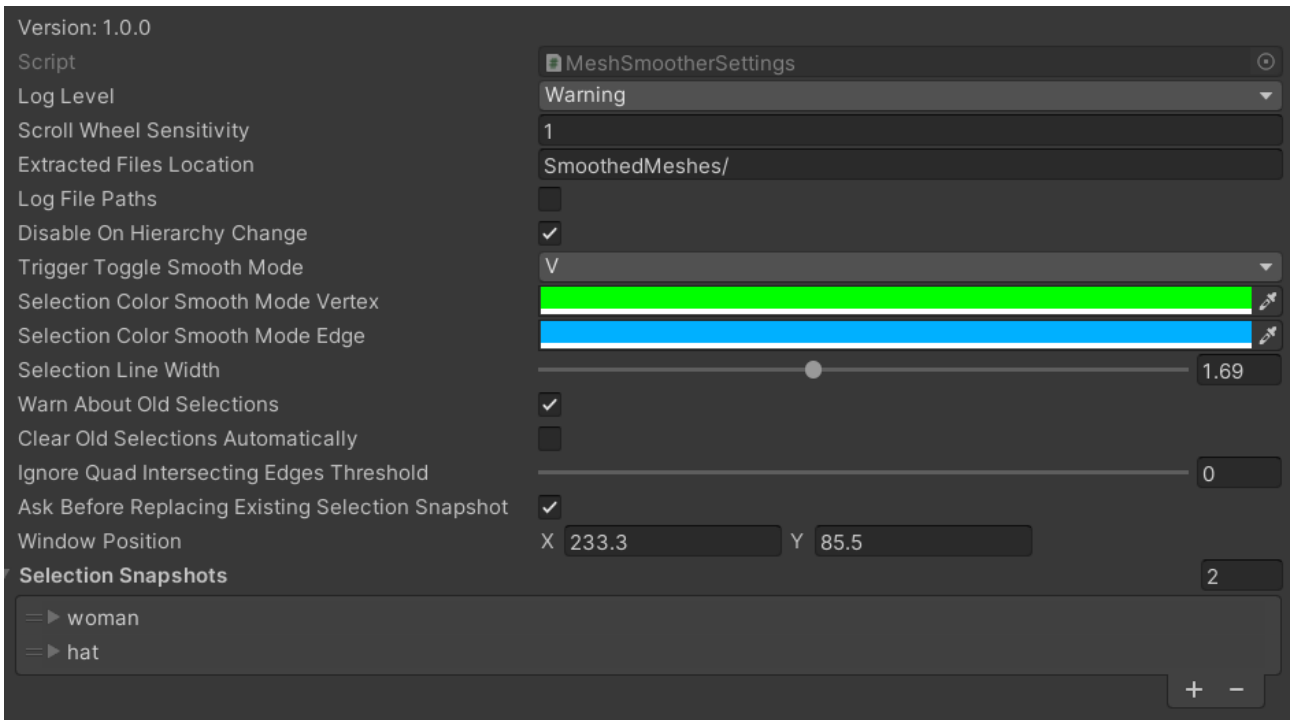 Version: 1.0.0
Script MeshSmootherSettings
Log Level Warning
Scroll Wheel Sensitivity 1
Extracted Files Location SmoothedMeshes/
Log File Paths
Disable On Hierarchy Change
Trigger Toggle Smooth Mode V
Selection Color Smooth Mode Vertex
Selection Color Smooth Mode Edge
Selection Line Width 1.69
Warn About Old Selections
Clear Old Selections Automatically
Ignore Quad Intersecting Edges Threshold 0
Ask Before Replacing Existing Selection Snapshot
Window Position X 233.3 Y 85.5
Selection Snapshots 2
woman
hat